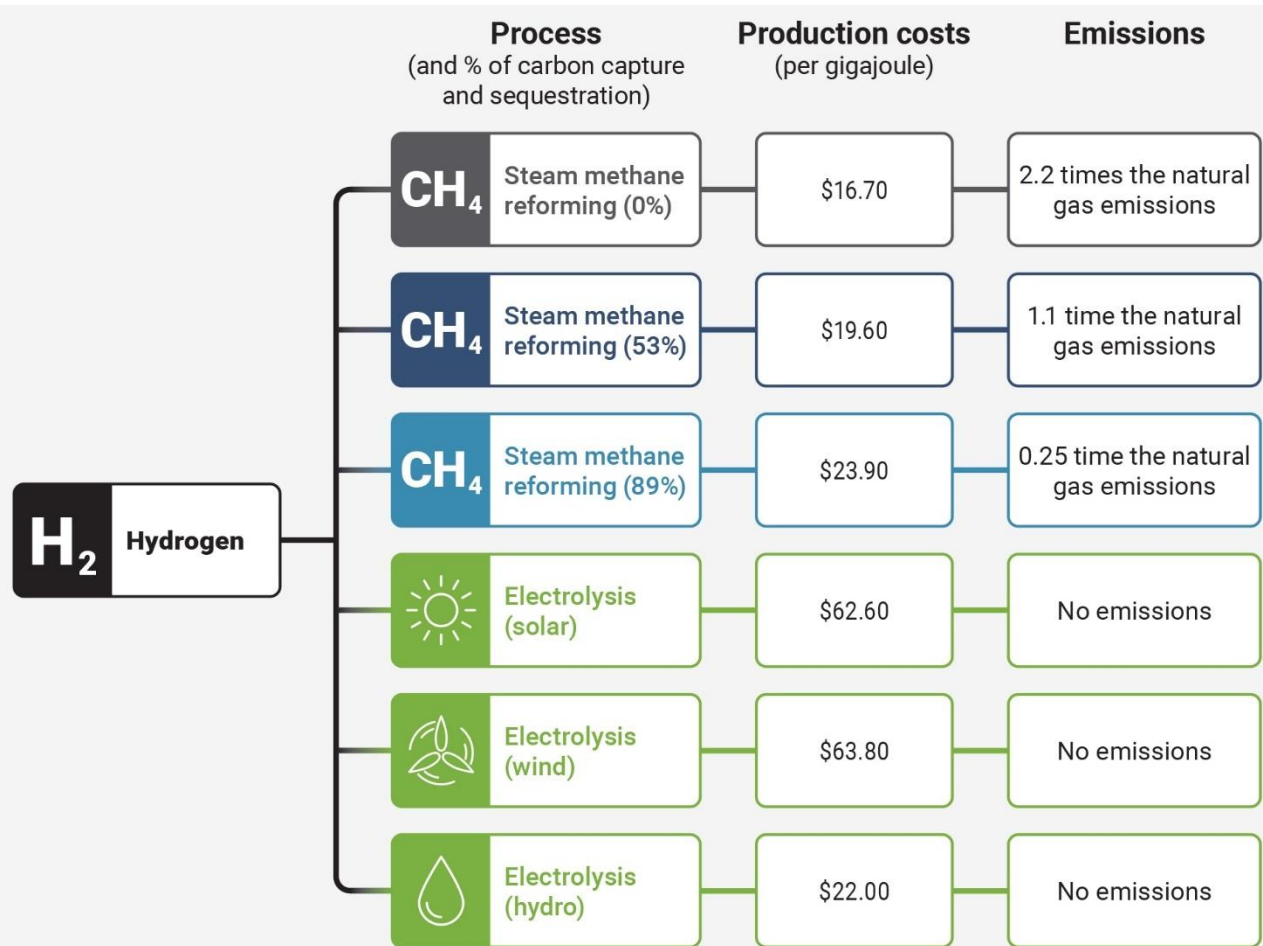 Process
(and % of carbon capture
and sequestration)
Production costs
(per gigajoule)
Emissions
CH₄
Steam methane
reforming (0%)
$16.70
2.2 times the natural
gas emissions
CH₄
Steam methane
reforming (53%)
$19.60
1.1 time the natural
gas emissions
CH₄
Steam methane
reforming (89%)
$23.90
0.25 time the natural
gas emissions
H₂
Hydrogen
Electrolysis
(solar)
$62.60
No emissions
Electrolysis
(wind)
$63.80
No emissions
Electrolysis
(hydro)
$22.00
No emissions